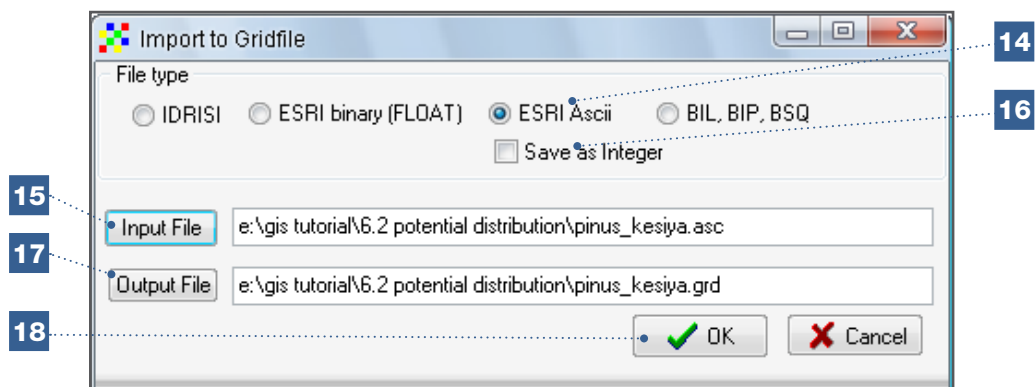 Import to Gridfile
14
File type
IDRISI ESRI binary (FLOAT) ESRI Ascii BIL, BIP, BSQ
16
Save as Integer
15
Input File e:\gis tutorial\6.2 potential distribution\pinus_kesiya.asc
17
Output File e:\gis tutorial\6.2 potential distribution\pinus_kesiya.grd
18
OK Cancel